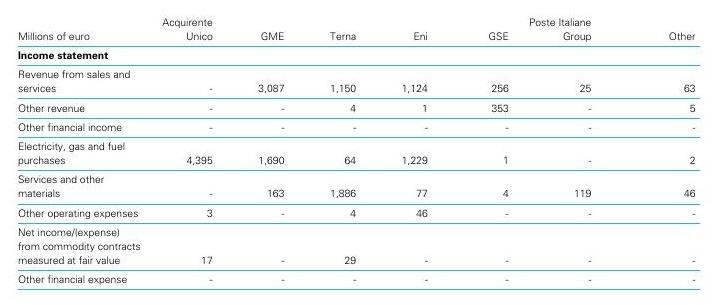 Acquirente Poste Italiane
Millions of euro Unico GME Terna Eni GSE Group Other
Income statement
Revenue from sales and
services - 3,087 1,150 1,124 256 25 63
Other revenue - - 4 1 353 - 5
Other financial income - - - - - - -
Electricity, gas and fuel
purchases 4,395 1,690 64 1,229 1 - 2
Services and other
materials - 163 1,886 77 4 119 46
Other operating expenses 3 - 4 46 - - -
Net income/(expense)
from commodity contracts
measured at fair value 17 - 29 - - - -
Other financial expense - - - - - - -